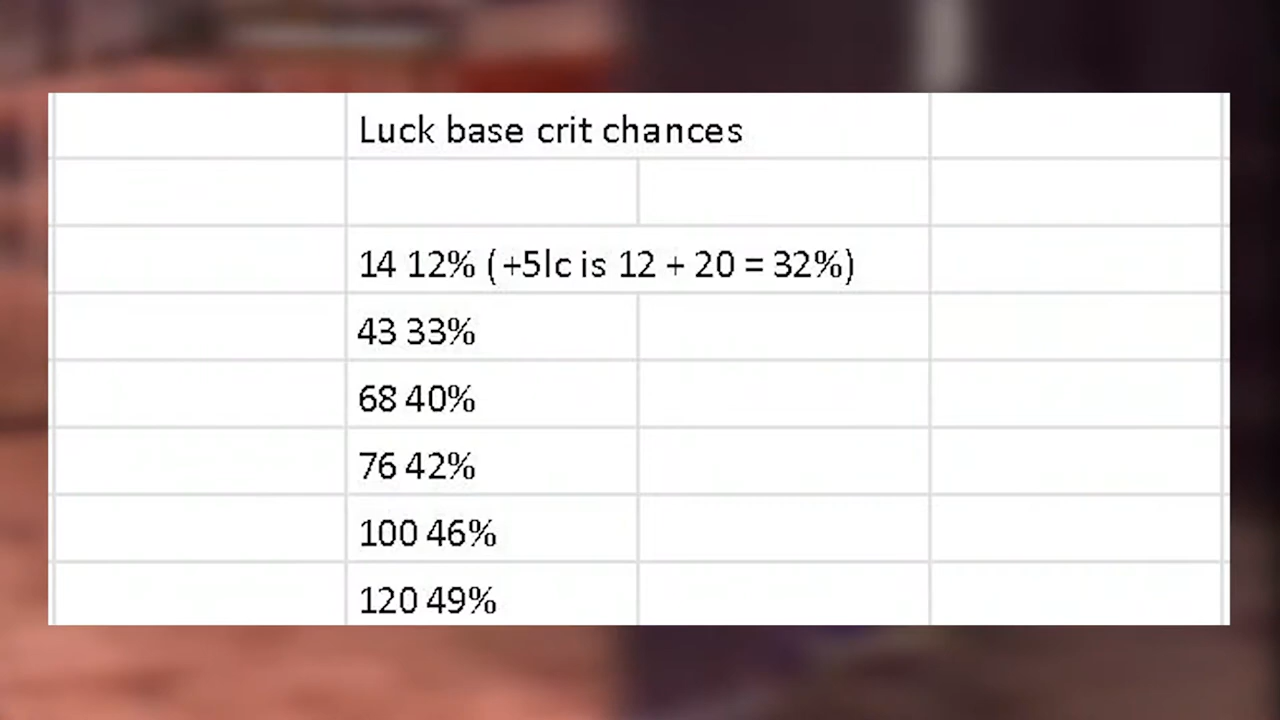 Luck base crit chances
14 12% (+5lc is 12 + 20 = 32%)
43 33%
68 40%
76 42%
100 46%
120 49%